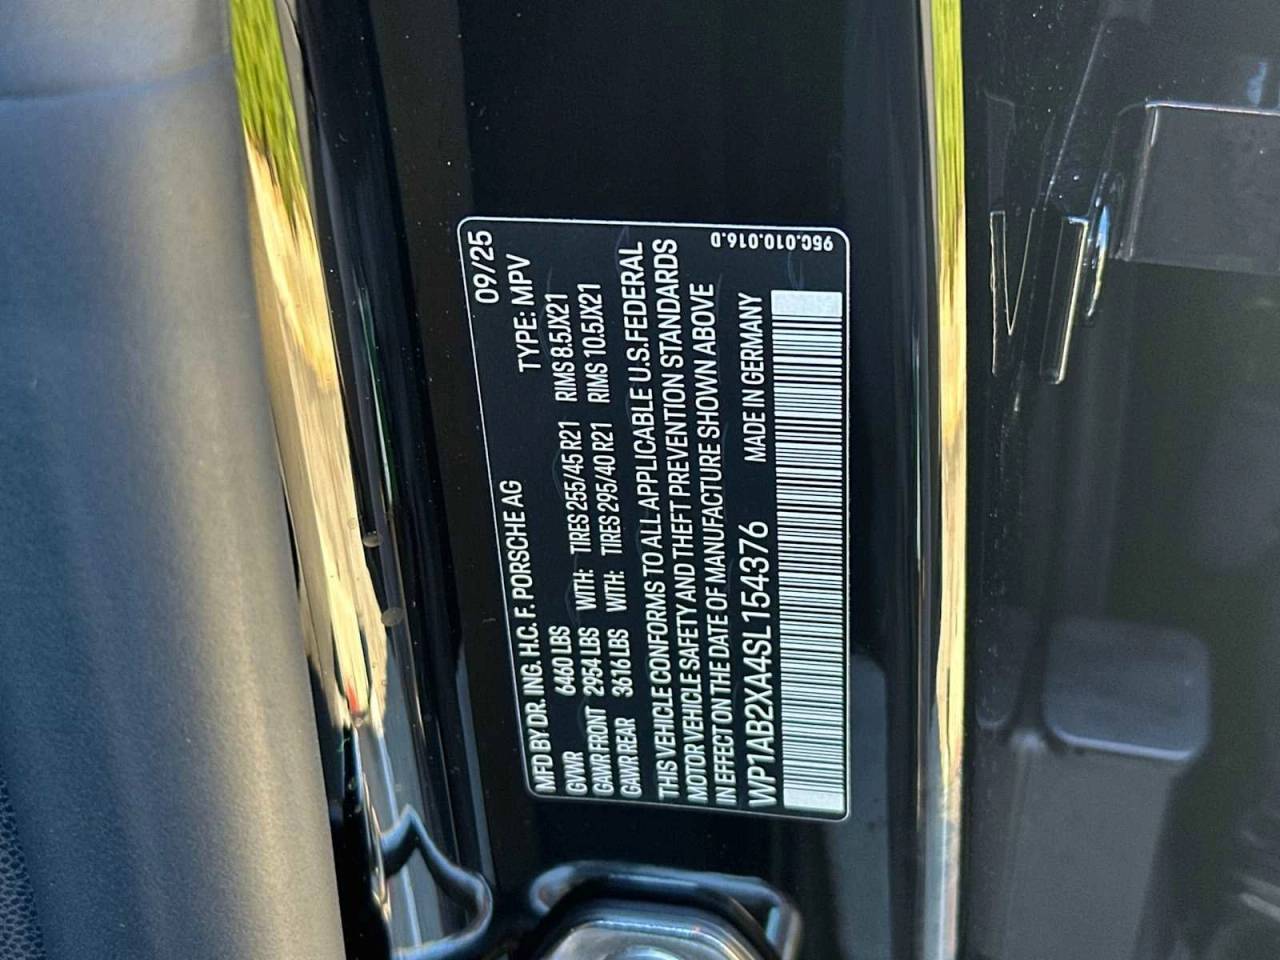 MFD BY DR. ING. H.C. F. PORSCHE AG 09/25
GVWR 6460 LBS TYPE: MPV
GAWR FRONT 2954 LBS WITH: TIRES 255/45 R21 RIMS 8.5JX21
GAWR REAR 3616 LBS WITH: TIRES 295/40 R21 RIMS 10.5JX21
THIS VEHICLE CONFORMS TO ALL APPLICABLE U.S.FEDERAL
MOTOR VEHICLE SAFETY AND THEFT PREVENTION STANDARDS
IN EFFECT ON THE DATE OF MANUFACTURE SHOWN ABOVE
WP1AB2XA4SL154376 MADE IN GERMANY
95C.010.016.D